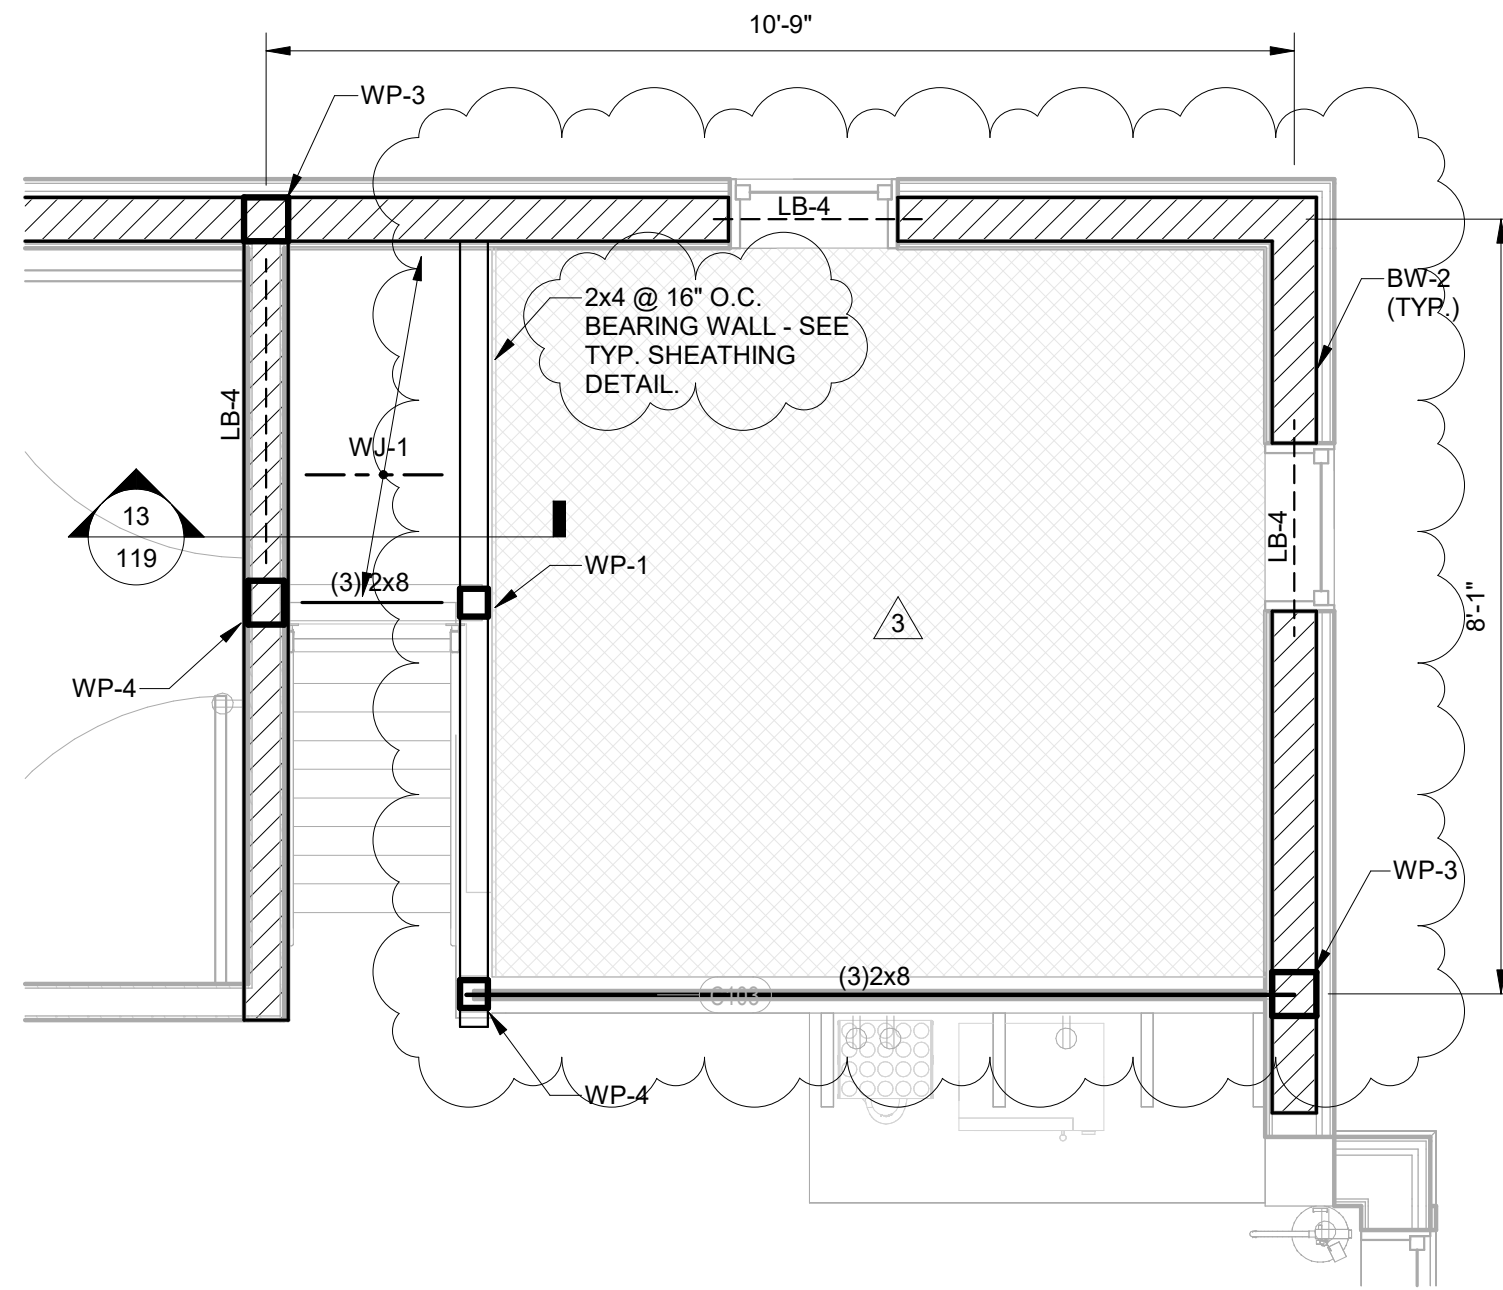 10'-9"
WP-3
LB-4
BW-2
(TYP.)
2x4 @ 16" O.C.
BEARING WALL - SEE
TYP. SHEATHING
DETAIL.
LB-4
WJ-1
13
119
LB-4
WP-1
(3) 2x8
3
8'-1"
WP-4
WP-3
(3)2x8
WP-4